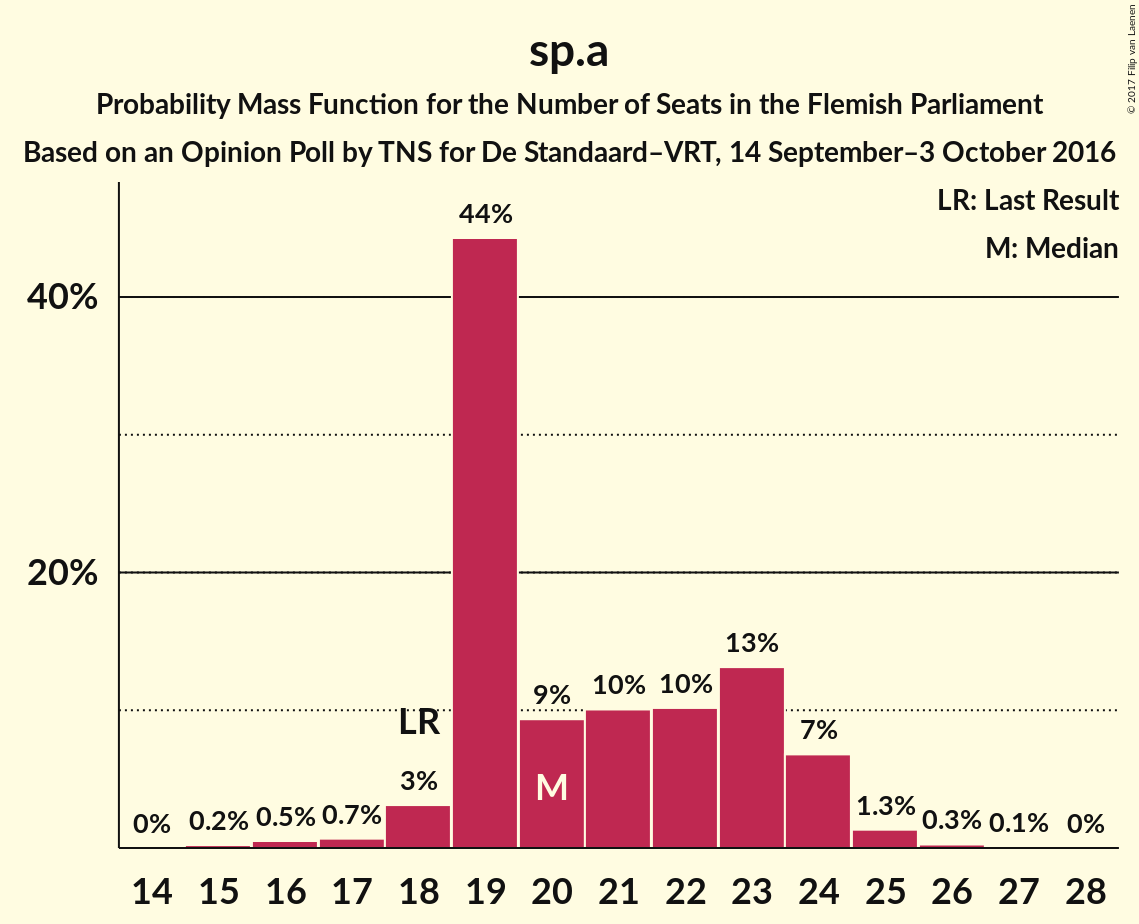 sp.a
Probability Mass Function for the Number of Seats in the Flemish Parliament
Based on an Opinion Poll by TNS for De Standaard–VRT, 14 September–3 October 2016
© 2017 Filip van Laenen
LR: Last Result
M: Median
40%
20%
0%
0.2%
0.5%
0.7%
3%
LR
44%
9%
M
10%
10%
13%
7%
1.3%
0.3%
0.1%
0%
14 15 16 17 18 19 20 21 22 23 24 25 26 27 28